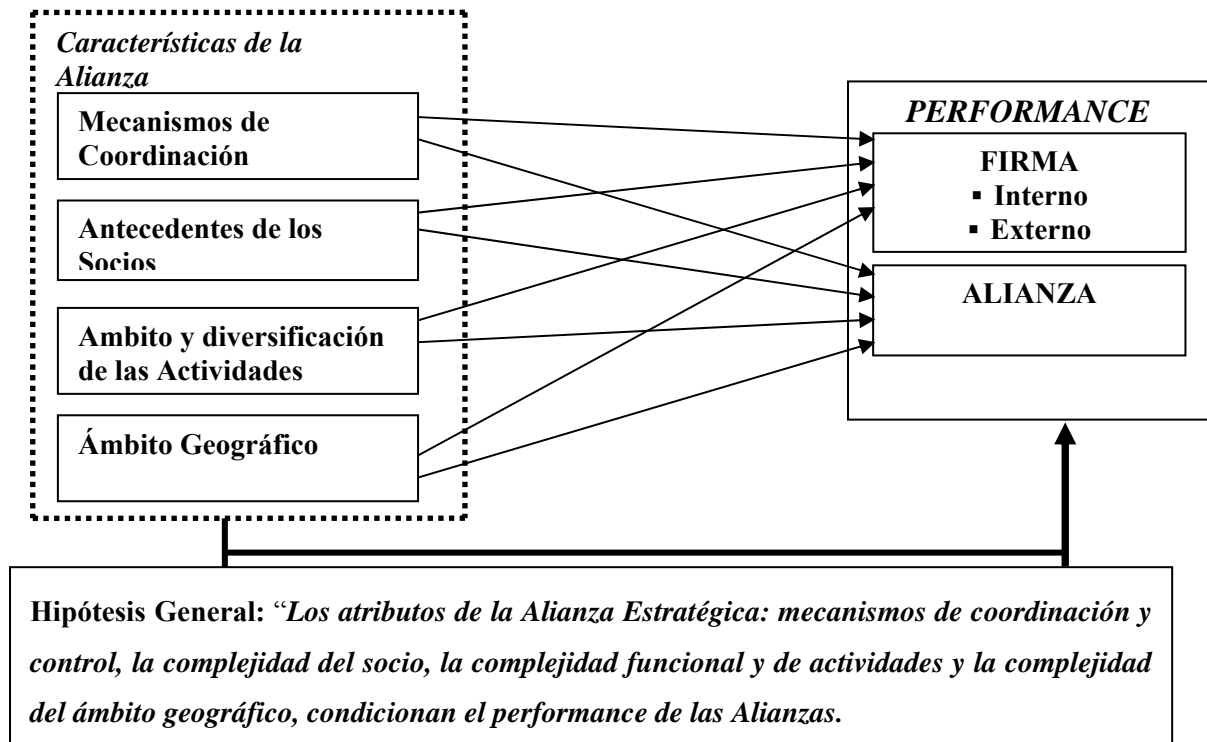 Características de la
Alianza
Mecanismos de
Coordinación
Antecedentes de los
Socios
Ambito y diversificación
de las Actividades
Ámbito Geográfico
PERFORMANCE
FIRMA
▪ Interno
▪ Externo
ALIANZA
Hipótesis General: “Los atributos de la Alianza Estratégica: mecanismos de coordinación y
control, la complejidad del socio, la complejidad funcional y de actividades y la complejidad
del ámbito geográfico, condicionan el performance de las Alianzas.